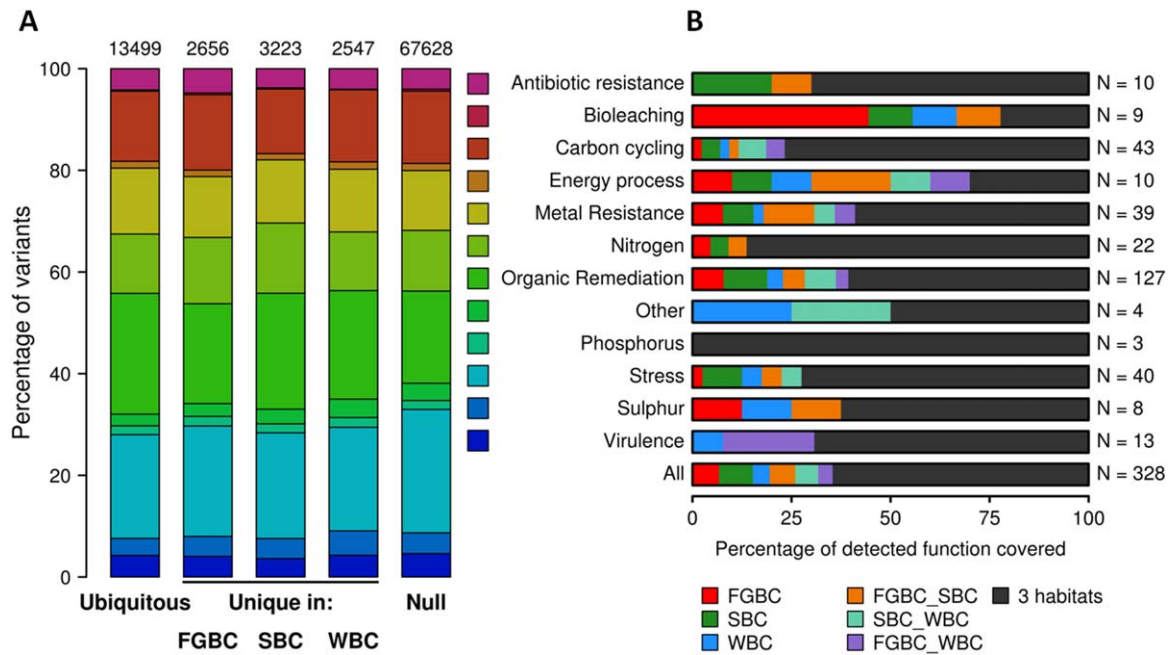 A
13499 2656 3223 2547 67628
100
80
60
40
20
0
Percentage of variants
Ubiquitous Unique in: Null
FGBC SBC WBC
B
Antibiotic resistance N = 10
Bioleaching N = 9
Carbon cycling N = 43
Energy process N = 10
Metal Resistance N = 39
Nitrogen N = 22
Organic Remediation N = 127
Other N = 4
Phosphorus N = 3
Stress N = 40
Sulphur N = 8
Virulence N = 13
All N = 328
0 25 50 75 100
Percentage of detected function covered
FGBC FGBC_SBC 3 habitats
SBC SBC_WBC
WBC FGBC_WBC